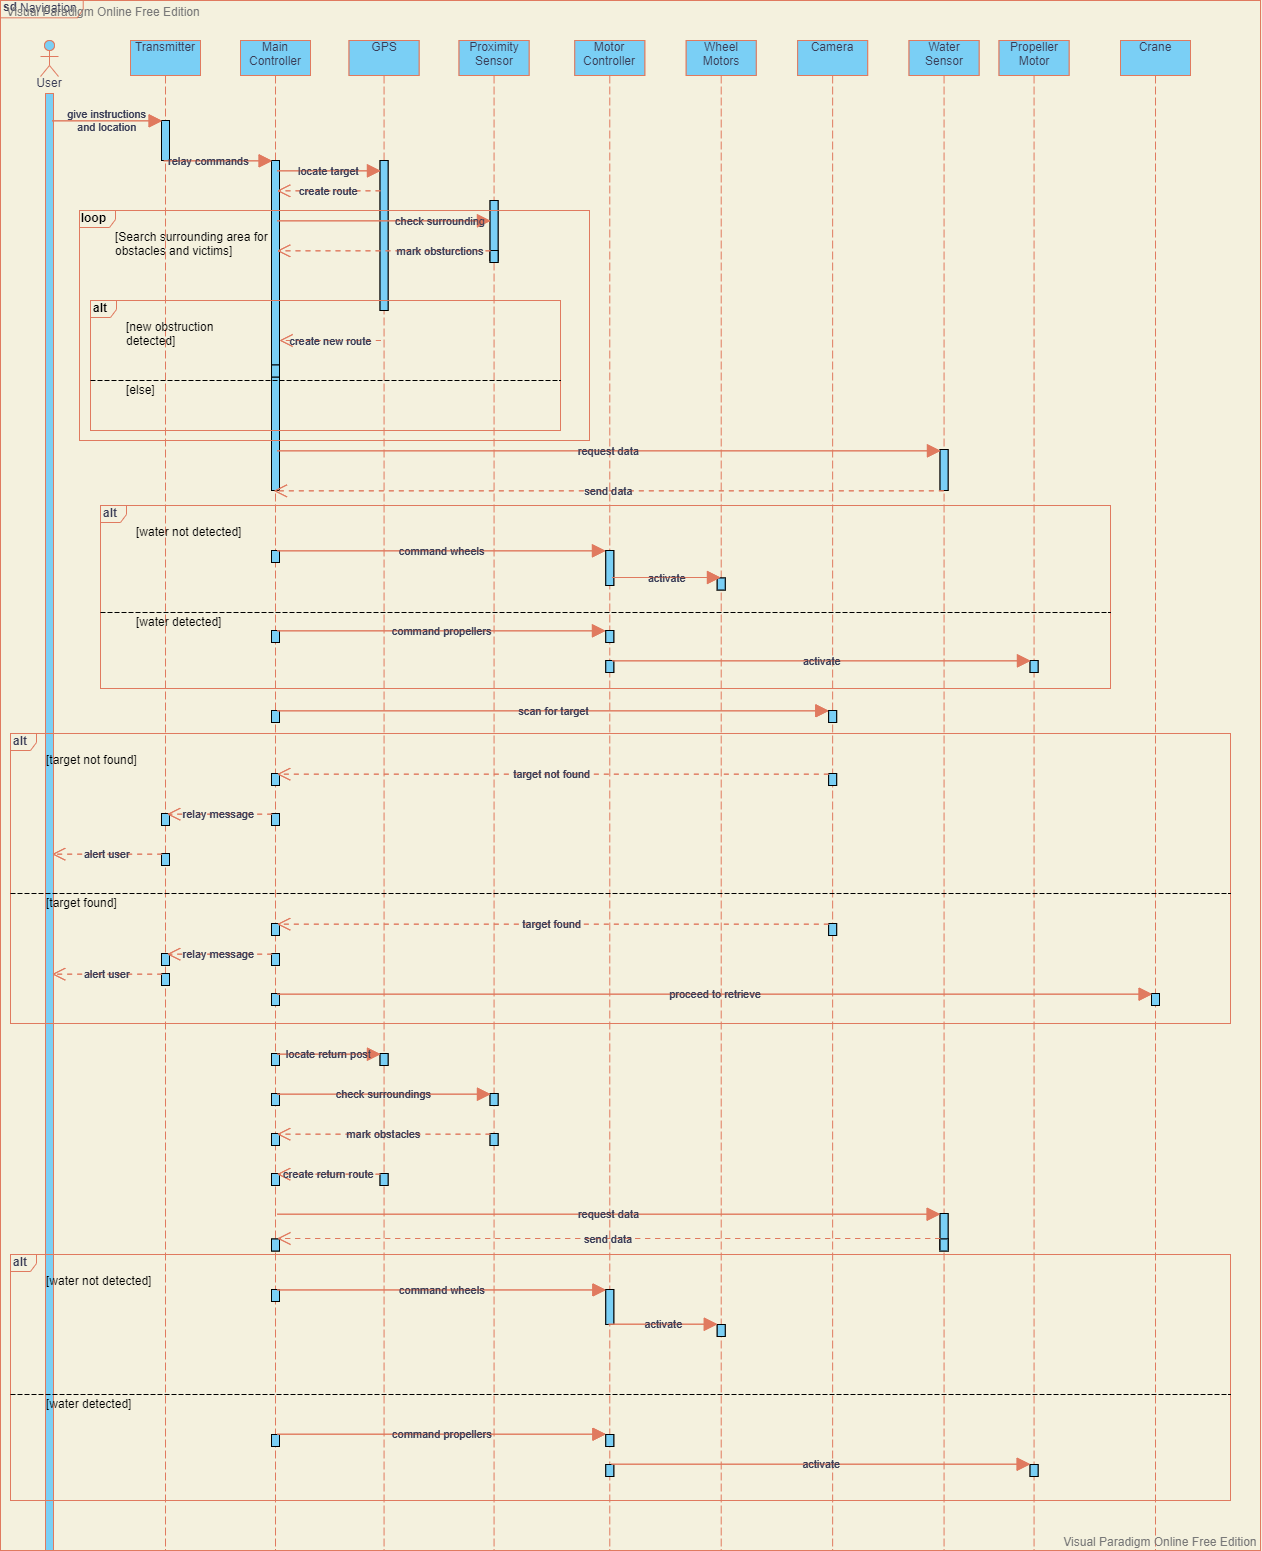 sd Navigation
Visual Paradigm Online Free Edition
User
Transmitter
Main
Controller
GPS
Proximity
Sensor
Motor
Controller
Wheel
Motors
Camera
Water
Sensor
Propeller
Motor
Crane
give instructions
and location
relay commands
locate target
create route
loop
check surrounding
[Search surrounding area for
obstacles and victims]
mark obsturctions
alt
[new obstruction
detected]
create new route
[else]
request data
send data
alt
[water not detected]
command wheels
activate
[water detected]
command propellers
activate
scan for target
alt
[target not found]
target not found
relay message
alert user
[target found]
target found
relay message
alert user
proceed to retrieve
locate return post
check surroundings
mark obstacles
create return route
request data
send data
alt
[water not detected]
command wheels
activate
[water detected]
command propellers
activate
Visual Paradigm Online Free Edition